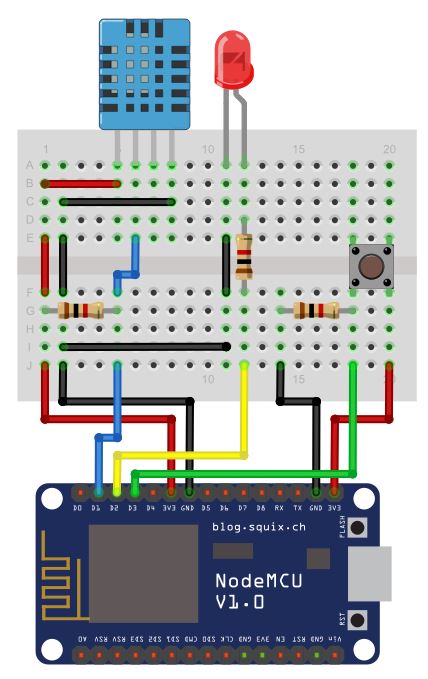 1 10 15 20
A A
B B
C C
D D
E E
F F
G G
H H
I I
J J
10 15
D0 D1 D2 D3 D4 3V3 GND D5 D6 D7 D8 RX TX GND 3V3
blog.squix.ch
FLASH
NodeMCU
V1.0
RST
A0 RSV RSV SD3 SD2 SD1 CMD SD0 CLK GND 3V3 EN RST GND Vin